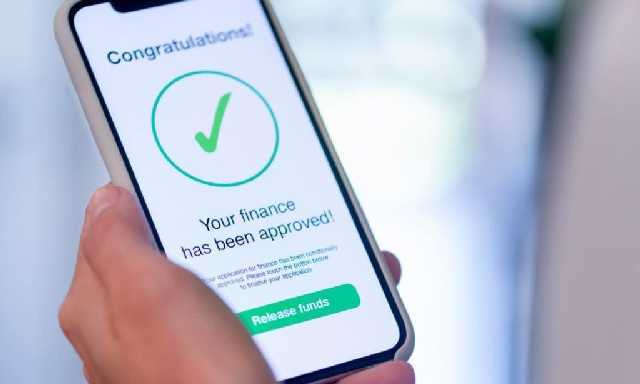 Congratulations!
Your finance
has been approved!
Your application for finance has been conditionally
approved. Please touch the button below
to finalise your application.
Release funds